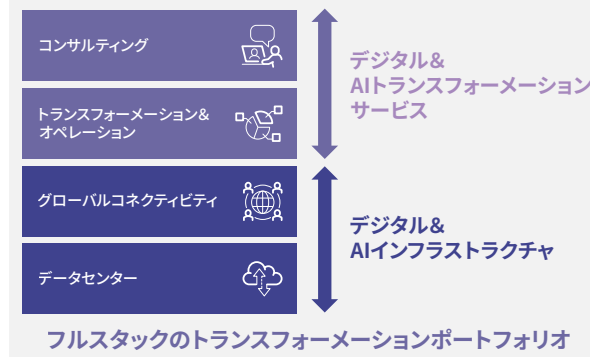 コンサルティング
トランスフォーメーション&
オペレーション
デジタル&
AIトランスフォーメーション
サービス
グローバルコネクティビティ
データセンター
デジタル&
AIインフラストラクチャ
フルスタックのトランスフォーメーションポートフォリオ